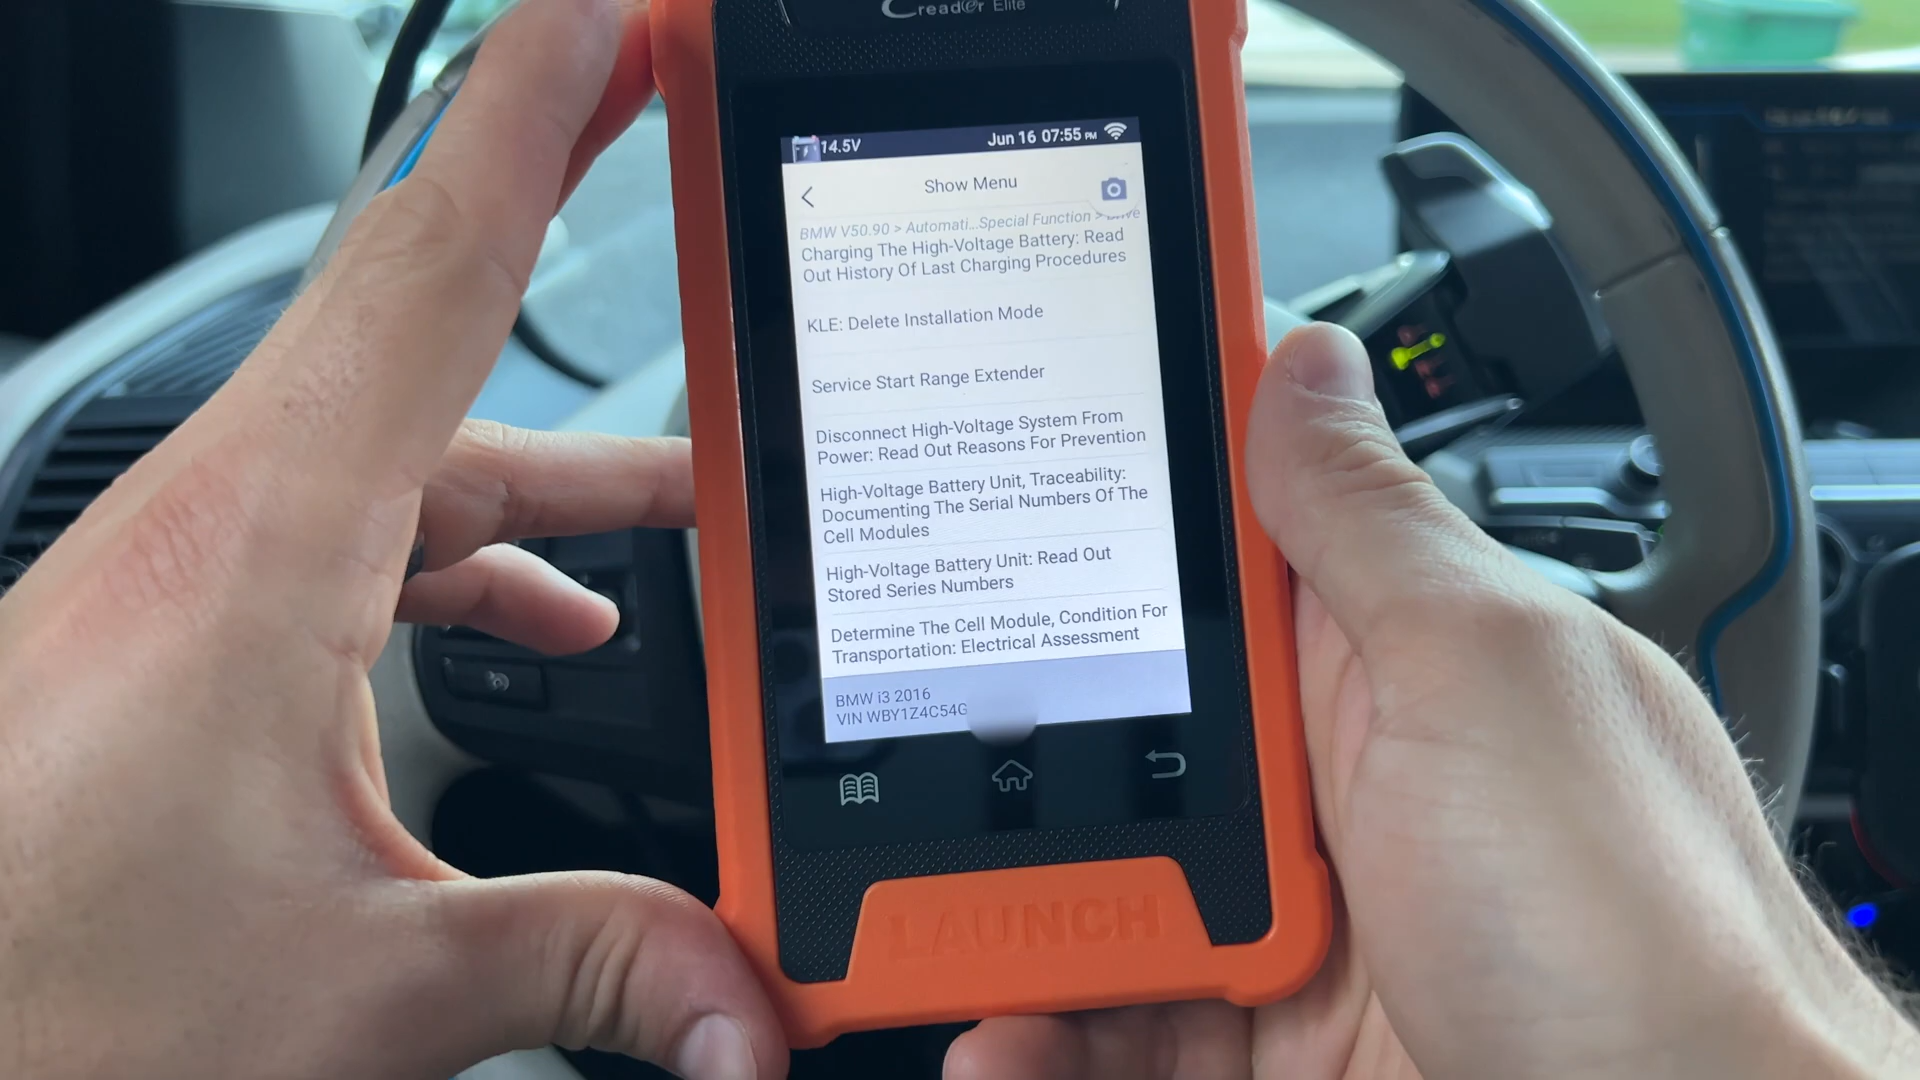 Creader Elite
14.5V
Jun 16 07:55 PM
Show Menu
BMW V50.90 > Automati...Special Function > Drive
Charging The High-Voltage Battery: Read
Out History Of Last Charging Procedures
KLE: Delete Installation Mode
Service Start Range Extender
Disconnect High-Voltage System From
Power: Read Out Reasons For Prevention
High-Voltage Battery Unit, Traceability:
Documenting The Serial Numbers Of The
Cell Modules
High-Voltage Battery Unit: Read Out
Stored Series Numbers
Determine The Cell Module, Condition For
Transportation: Electrical Assessment
BMW i3 2016
VIN WBY1Z4C54G
LAUNCH